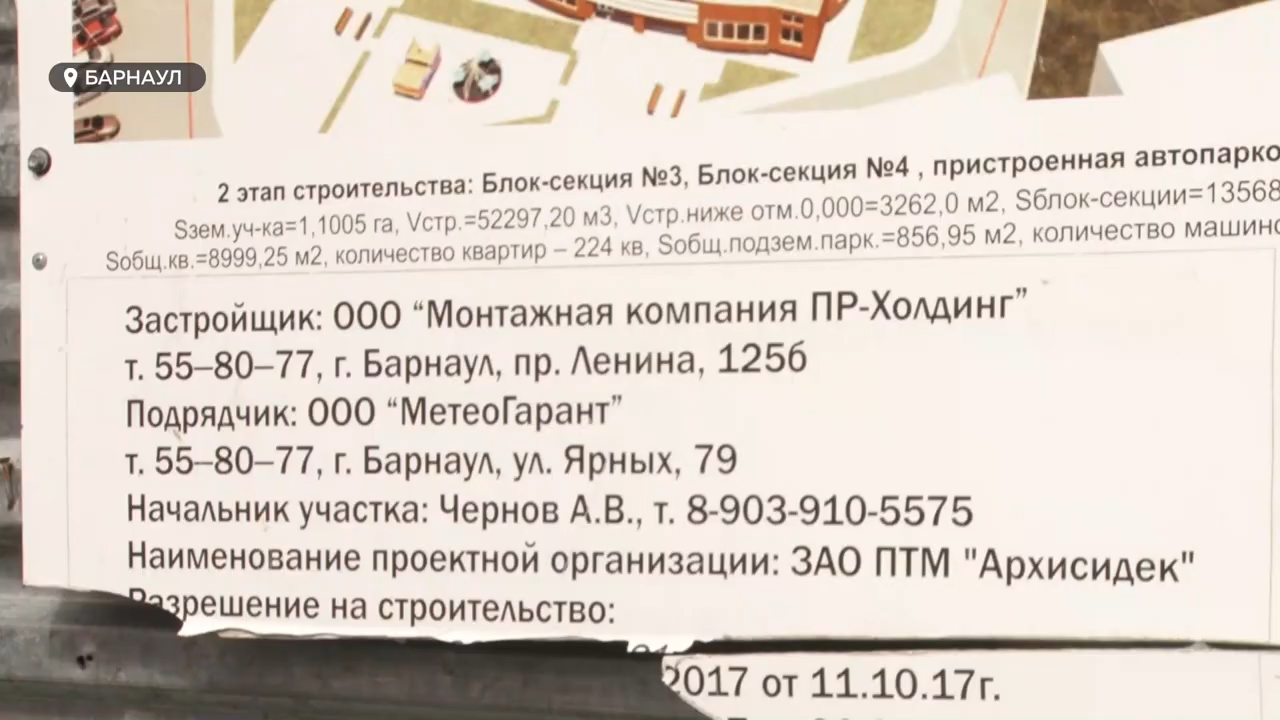 БАРНАУЛ
2 этап строительства: Блок-секция №3, Блок-секция №4 , пристроенная автопарко
Sзем.уч-ка=1,1005 га, Vстр.=52297,20 м3, Vстр.ниже отм.0,000=3262,0 м2, Sблок-секции=13568
Sобщ.кв.=8999,25 м2, количество квартир – 224 кв, Sобщ.подзем.парк.=856,95 м2, количество машино
Застройщик: ООО “Монтажная компания ПР-Холдинг”
т. 55–80–77, г. Барнаул, пр. Ленина, 125б
Подрядчик: ООО “МетеоГарант”
т. 55–80–77, г. Барнаул, ул. Ярных, 79
Начальник участка: Чернов А.В., т. 8-903-910-5575
Наименование проектной организации: ЗАО ПТМ "Архисидек"
Разрешение на строительство:
2017 от 11.10.17г.